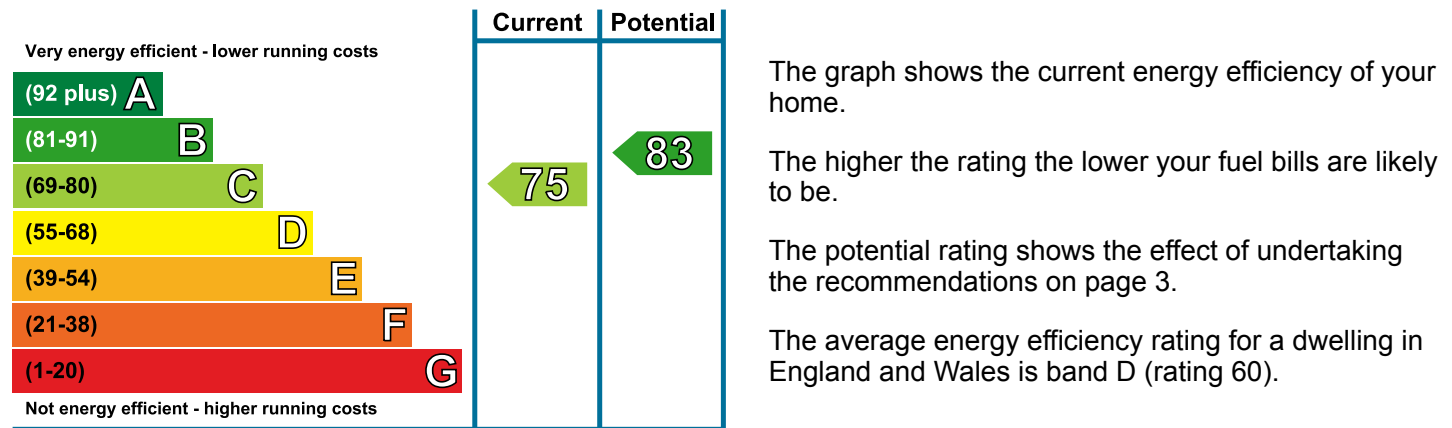 Current Potential
Very energy efficient - lower running costs
(92 plus) A
(81-91) B
(69-80) C
(55-68) D
(39-54) E
(21-38) F
(1-20) G
Not energy efficient - higher running costs
75
83
The graph shows the current energy efficiency of your
home.
The higher the rating the lower your fuel bills are likely
to be.
The potential rating shows the effect of undertaking
the recommendations on page 3.
The average energy efficiency rating for a dwelling in
England and Wales is band D (rating 60).